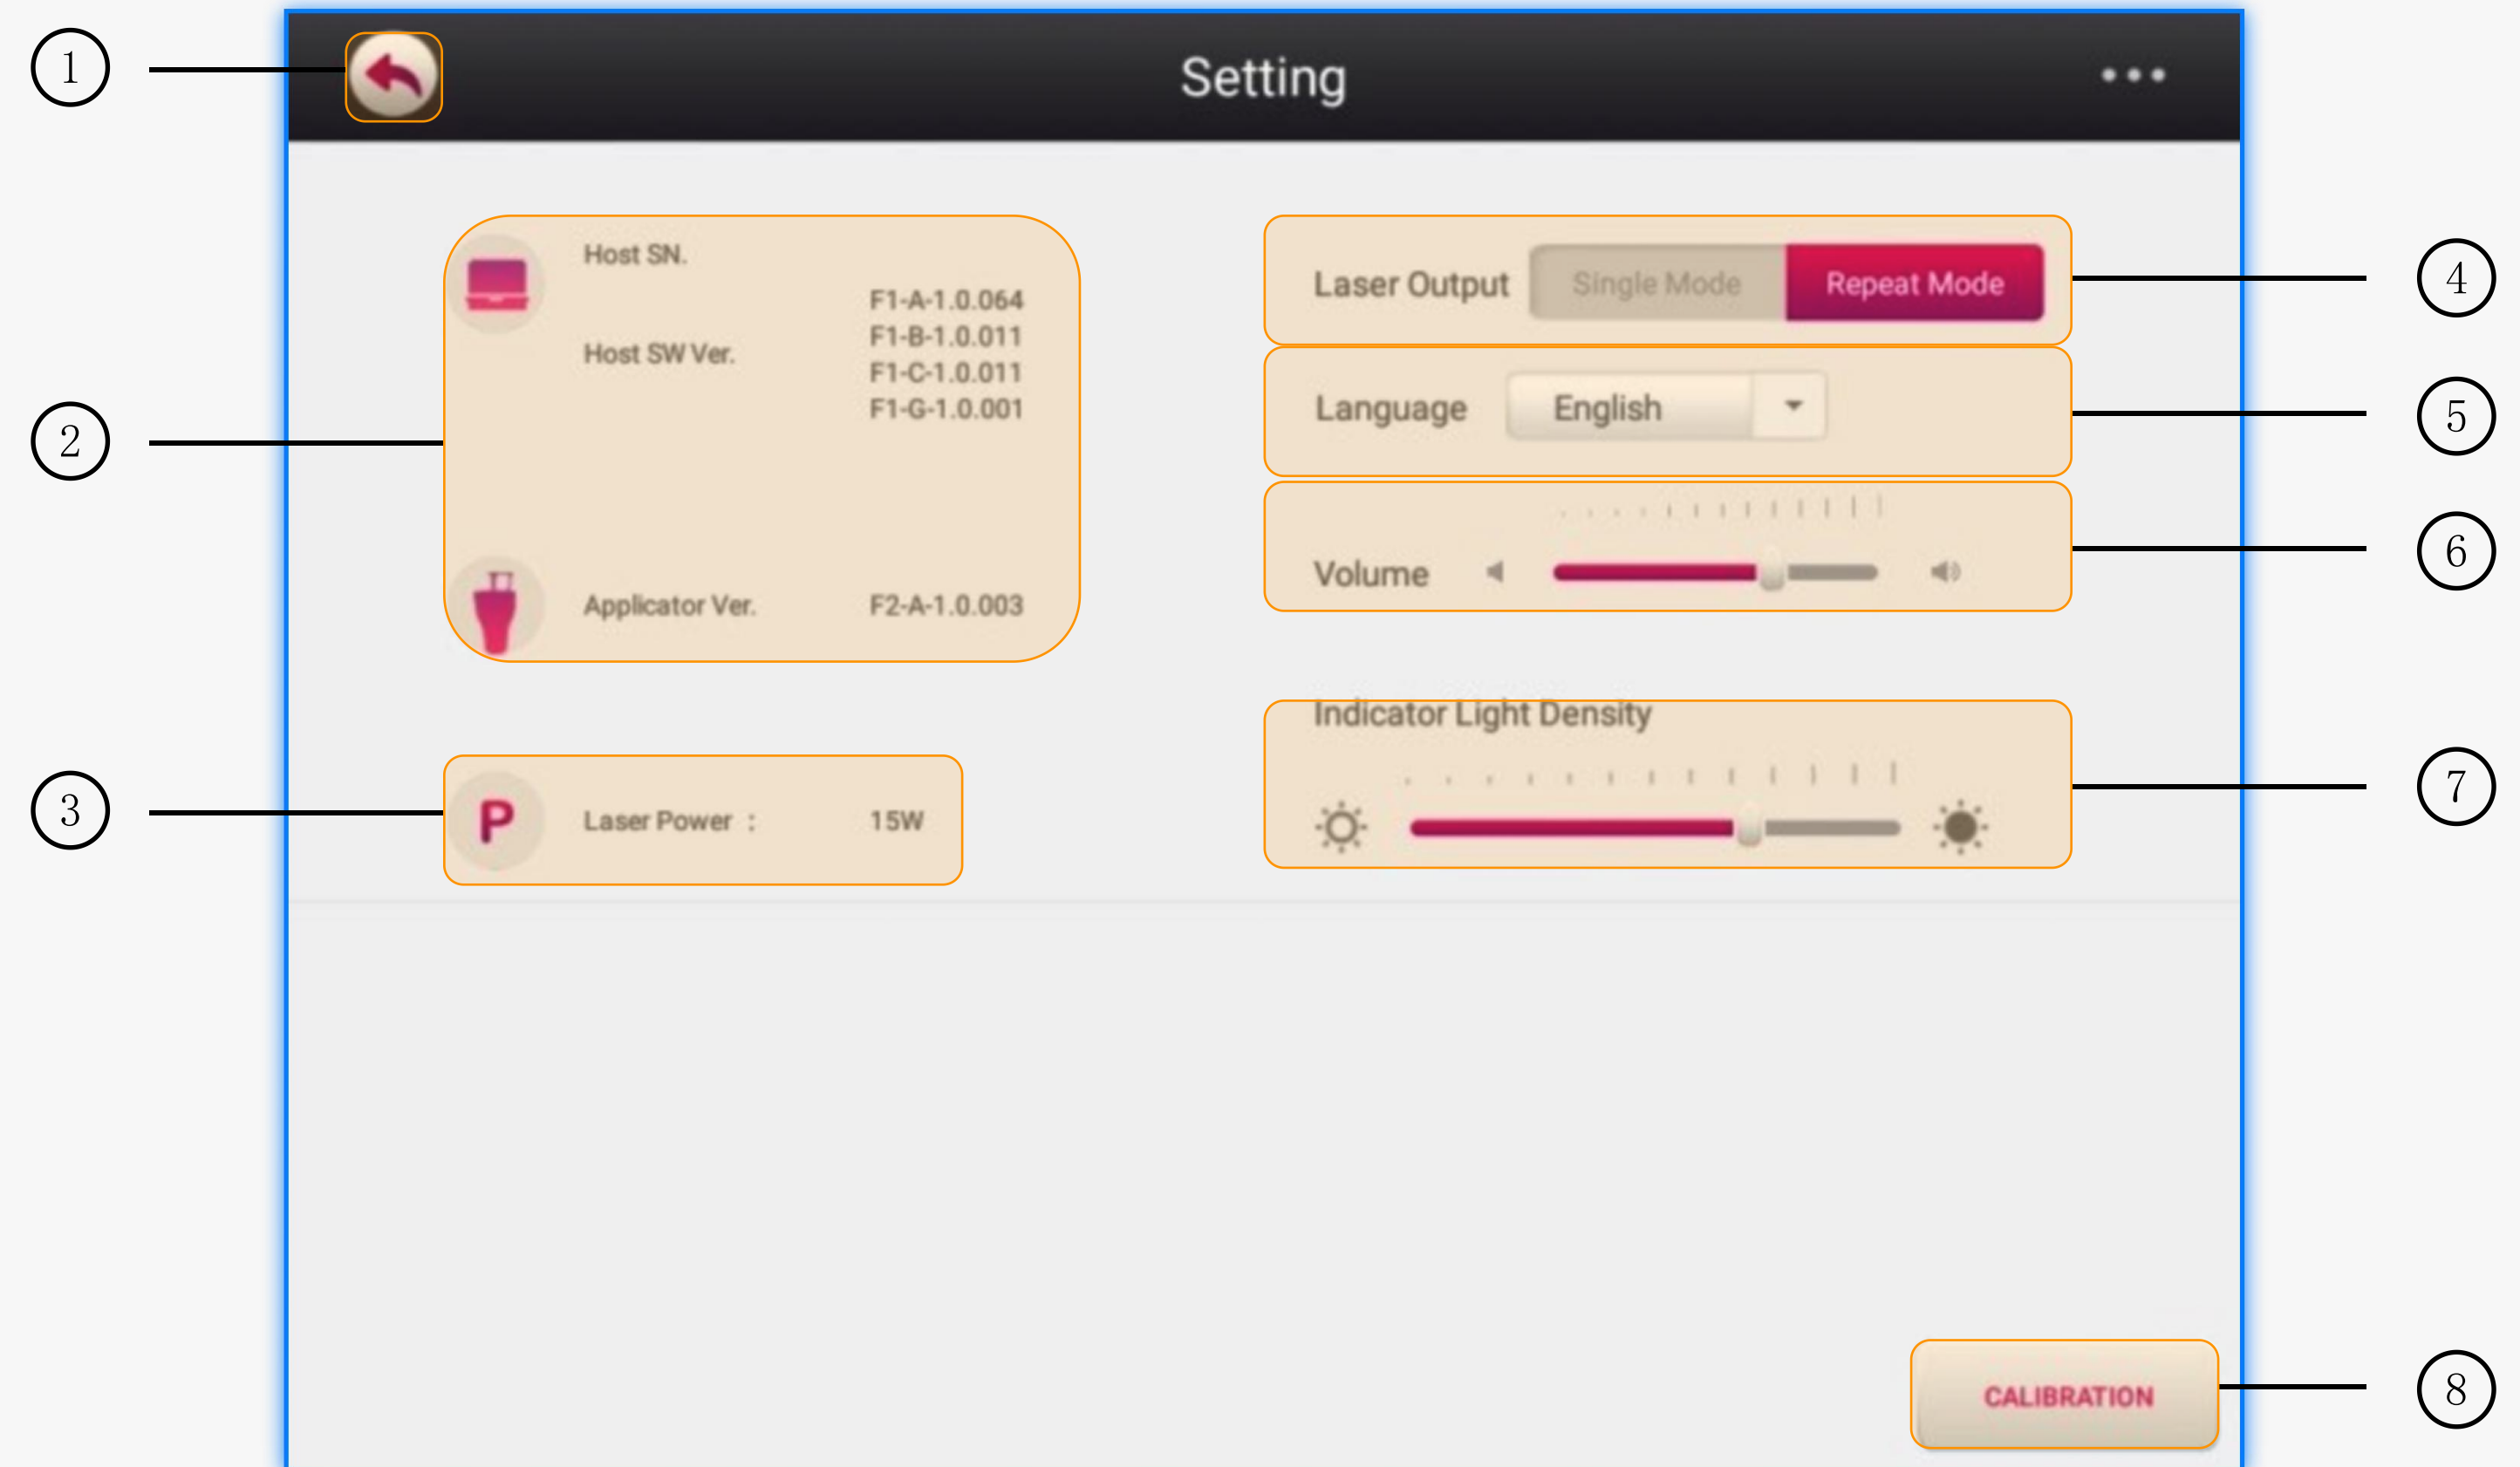 1
Setting
2
Host SN.
Host SW Ver.
F1-A-1.0.064
F1-B-1.0.011
F1-C-1.0.011
F1-G-1.0.001
Applicator Ver.
F2-A-1.0.003
3
P
Laser Power :
15W
Laser Output
Single Mode
Repeat Mode
4
Language
English
5
Volume
6
Indicator Light Density
7
CALIBRATION
8